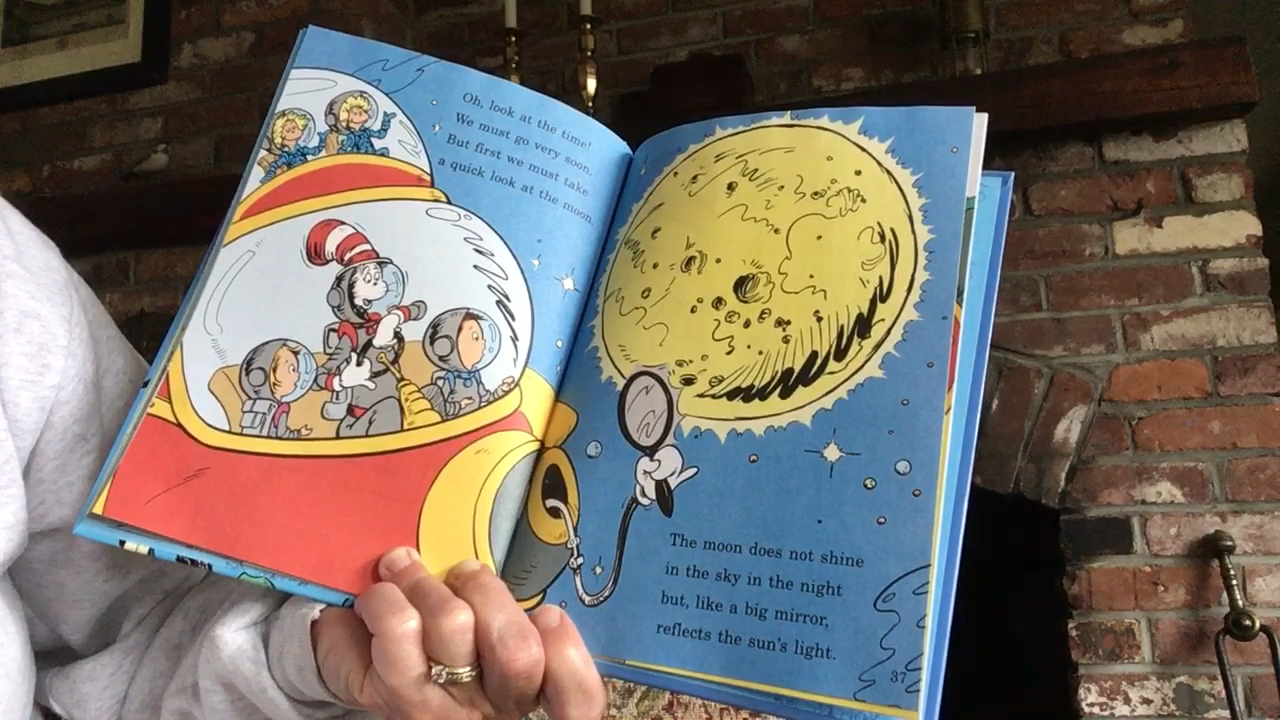 Oh, look at the time!
We must go very soon.
But first we must take
a quick look at the moon
The moon does not shine
in the sky in the night
but, like a big mirror,
reflects the sun's light.
37